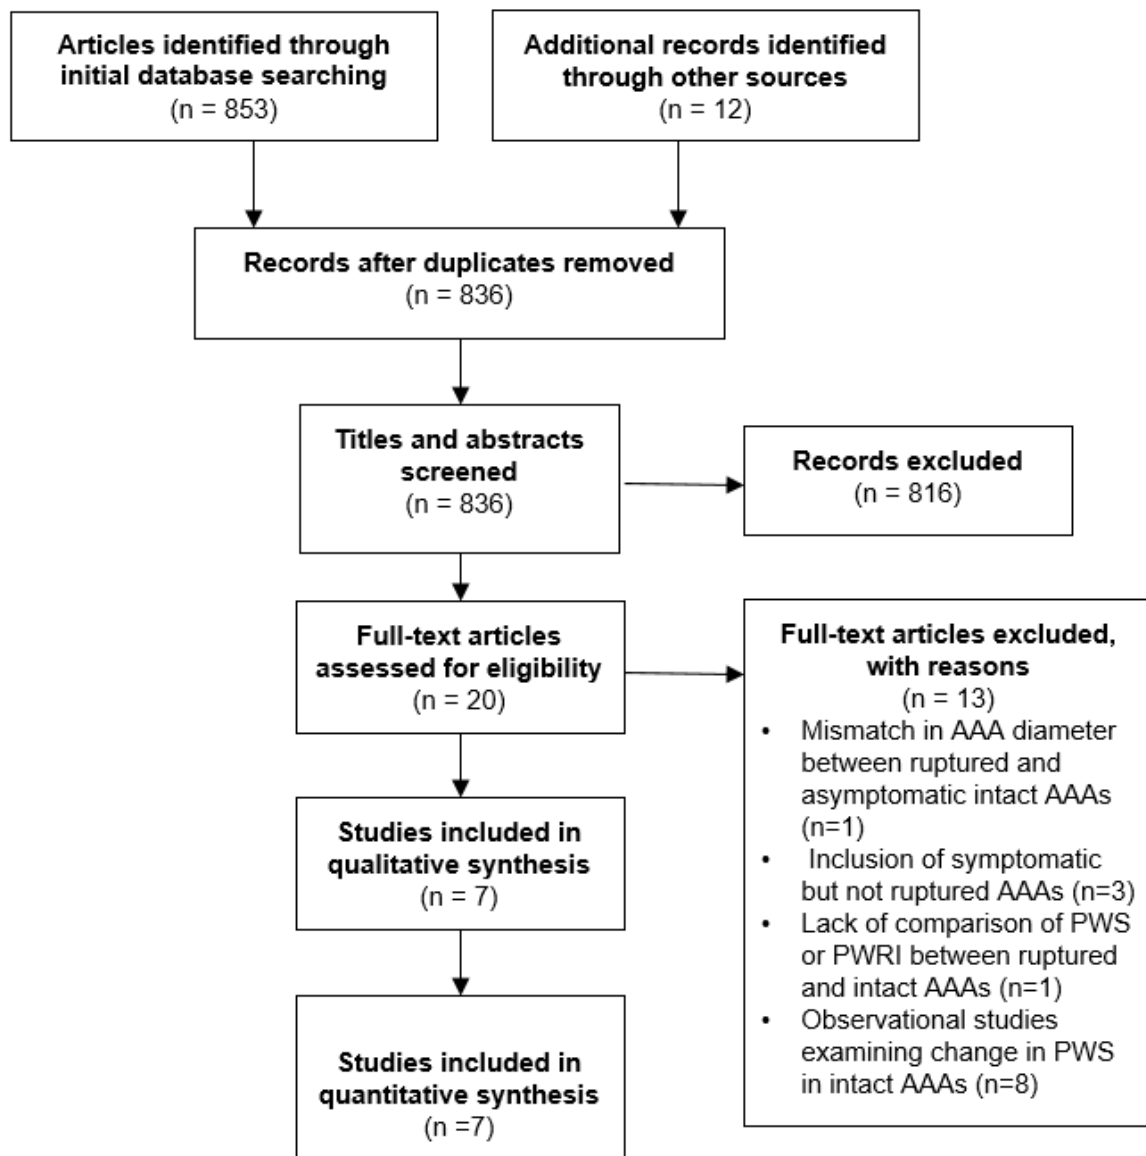 Articles identified through
initial database searching
(n = 853)
Additional records identified
through other sources
(n = 12)
Records after duplicates removed
(n = 836)
Titles and abstracts
screened
(n = 836)
Records excluded
(n = 816)
Full-text articles
assessed for eligibility
(n = 20)
Full-text articles excluded,
with reasons
(n = 13)
• Mismatch in AAA diameter
between ruptured and
asymptomatic intact AAAs
(n=1)
• Inclusion of symptomatic
but not ruptured AAAs (n=3)
• Lack of comparison of PWS
or PWRI between ruptured
and intact AAAs (n=1)
• Observational studies
examining change in PWS
in intact AAAs (n=8)
Studies included in
qualitative synthesis
(n = 7)
Studies included in
quantitative synthesis
(n =7)